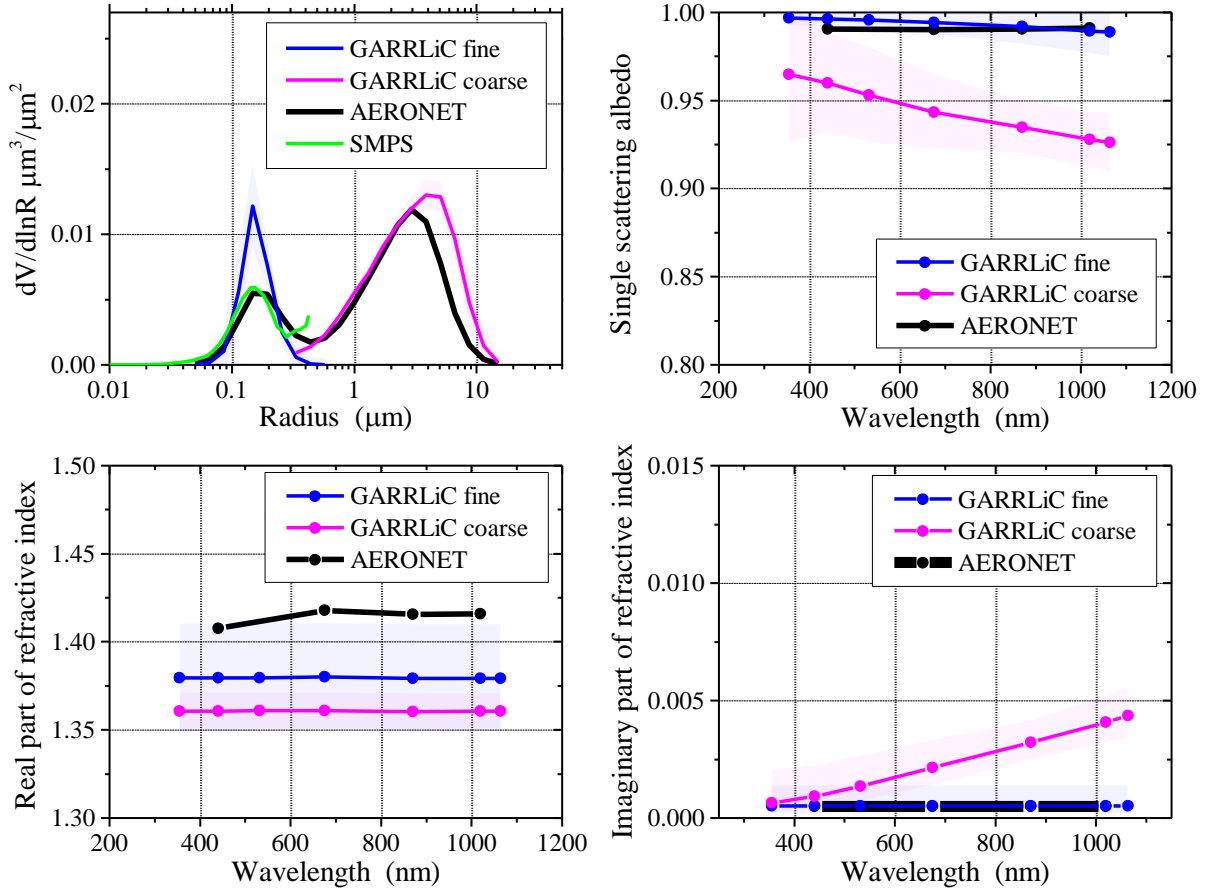 0.02
0.01
0.00
dV/dlnR μm³/μm²
0.01 0.1 1 10
Radius (μm)
GARRLiC fine
GARRLiC coarse
AERONET
SMPS
1.00
0.95
0.90
0.85
0.80
Single scattering albedo
200 400 600 800 1000 1200
Wavelength (nm)
GARRLiC fine
GARRLiC coarse
AERONET
1.50
1.45
1.40
1.35
1.30
Real part of refractive index
200 400 600 800 1000 1200
Wavelength (nm)
GARRLiC fine
GARRLiC coarse
AERONET
0.015
0.010
0.005
0.000
Imaginary part of refractive index
400 600 800 1000
Wavelength (nm)
GARRLiC fine
GARRLiC coarse
AERONET